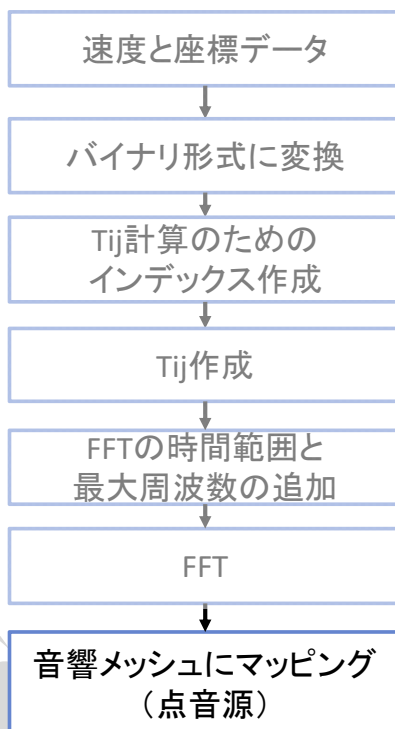 速度と座標データ
バイナリ形式に変換
Tij計算のための
インデックス作成
Tij作成
FFTの時間範囲と
最大周波数の追加
FFT
音響メッシュにマッピング
（点音源）